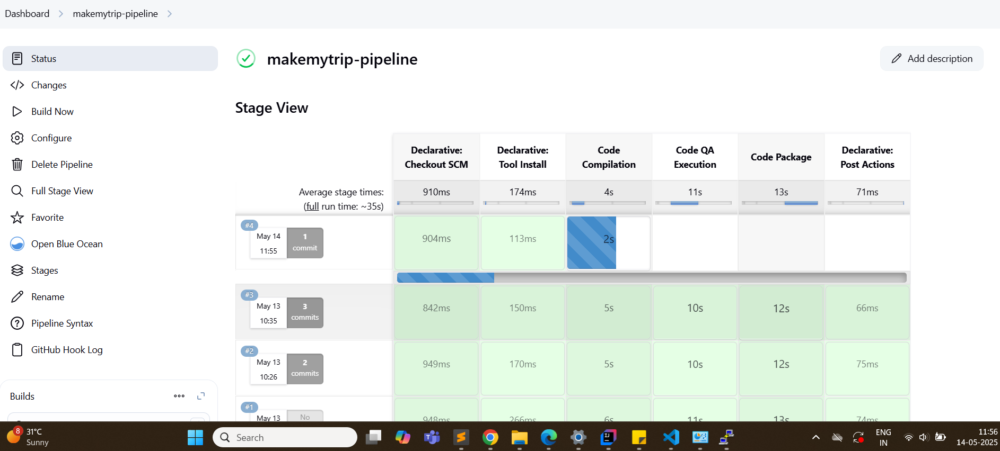 Dashboard
makemytrip-pipeline
Status
Changes
Build Now
Configure
Delete Pipeline
Full Stage View
Favorite
Open Blue Ocean
Stages
Rename
Pipeline Syntax
GitHub Hook Log
Builds
makemytrip-pipeline
Add description
Stage View
Declarative: Checkout SCM
Declarative: Tool Install
Code Compilation
Code QA Execution
Code Package
Declarative: Post Actions
Average stage times:
(full run time: ~35s)
910ms
174ms
4s
11s
13s
71ms
#4
May 14
11:55
1
commit
904ms
113ms
2s
#3
May 13
10:35
3
commits
842ms
150ms
5s
10s
12s
66ms
#2
May 13
10:26
2
commits
949ms
170ms
5s
10s
12s
75ms
#1
May 13
No
948ms
266ms
6s
11s
13s
74ms
8
31°C
Sunny
Search
ENG
IN
11:56
14-05-2025